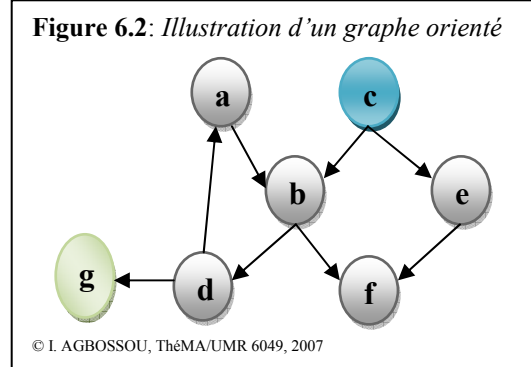 Figure 6.2: Illustration d’un graphe orienté
a
c
b
e
g
d
f
© I. AGBOSSOU, ThéMA/UMR 6049, 2007